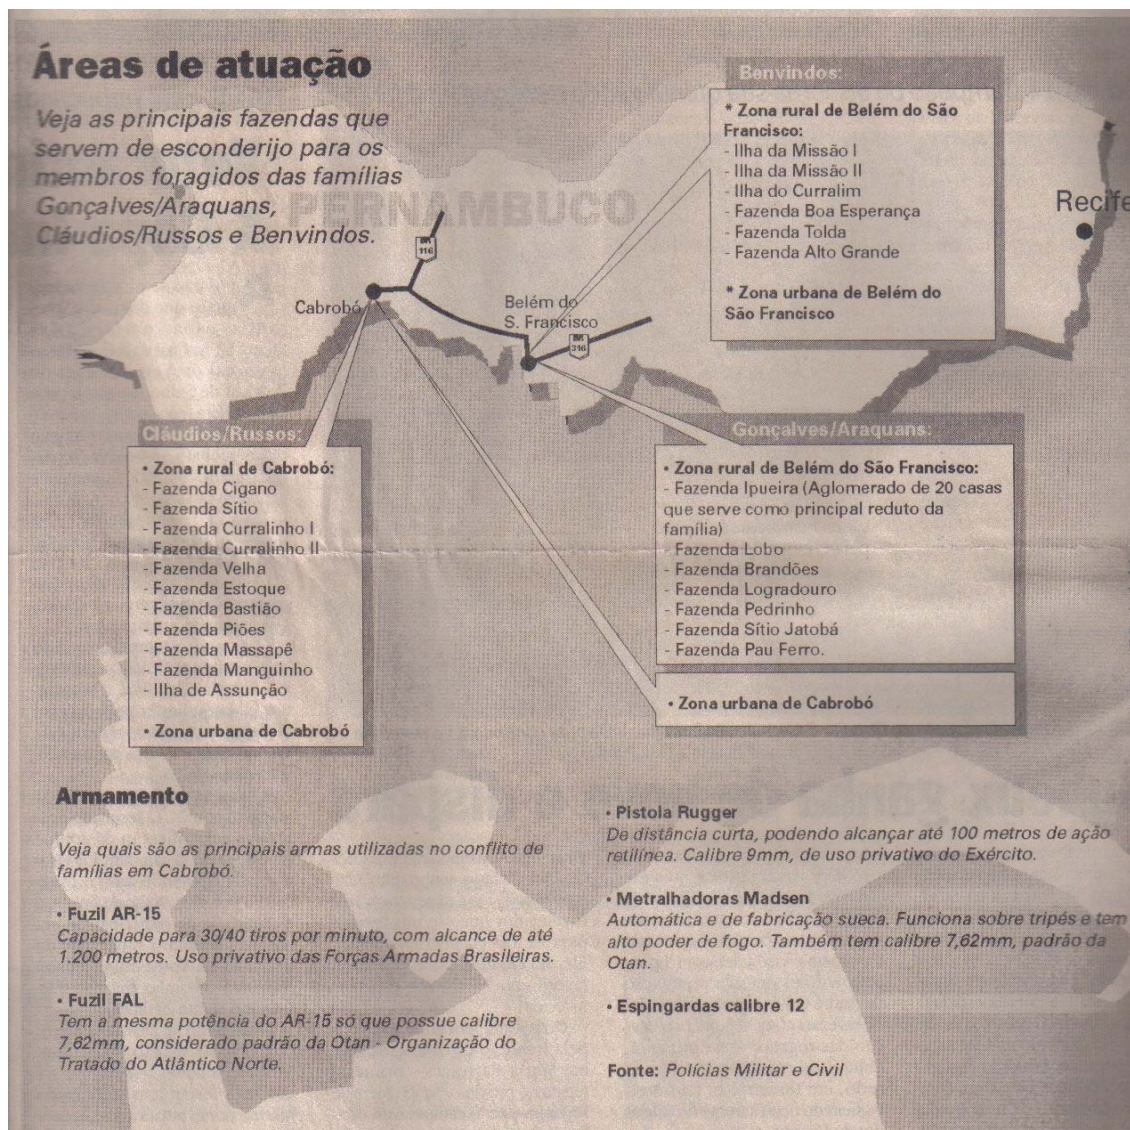 Áreas de atuação
Veja as principais fazendas que
servem de esconderijo para os
membros foragidos das famílias
Gonçalves/Araquans,
Cláudios/Russos e Benvindos.
PERNAMBUCO
BR
116
Cabrobó
Belém do
S. Francisco
BR
316
Recife
Benvindos:
* Zona rural de Belém do São
Francisco:
- Ilha da Missão I
- Ilha da Missão II
- Ilha do Curralim
- Fazenda Boa Esperança
- Fazenda Tolda
- Fazenda Alto Grande
* Zona urbana de Belém do
São Francisco
Cláudios/Russos:
• Zona rural de Cabrobó:
- Fazenda Cigano
- Fazenda Sítio
- Fazenda Curralinho I
- Fazenda Curralinho II
- Fazenda Velha
- Fazenda Estoque
- Fazenda Bastião
- Fazenda Piões
- Fazenda Massapê
- Fazenda Manguinho
- Ilha de Assunção
• Zona urbana de Cabrobó
Gonçalves/Araquans:
• Zona rural de Belém do São Francisco:
- Fazenda Ipueira (Aglomerado de 20 casas
que serve como principal reduto da
família)
- Fazenda Lobo
- Fazenda Brandões
- Fazenda Logradouro
- Fazenda Pedrinho
- Fazenda Sítio Jatobá
- Fazenda Pau Ferro.
• Zona urbana de Cabrobó
Armamento
Veja quais são as principais armas utilizadas no conflito de
famílias em Cabrobó.
• Fuzil AR-15
Capacidade para 30/40 tiros por minuto, com alcance de até
1.200 metros. Uso privativo das Forças Armadas Brasileiras.
• Fuzil FAL
Tem a mesma potência do AR-15 só que possue calibre
7,62mm, considerado padrão da Otan - Organização do
Tratado do Atlântico Norte.
• Pistola Rugger
De distância curta, podendo alcançar até 100 metros de ação
retilínea. Calibre 9mm, de uso privativo do Exército.
• Metralhadoras Madsen
Automática e de fabricação sueca. Funciona sobre tripés e tem
alto poder de fogo. Também tem calibre 7,62mm, padrão da
Otan.
• Espingardas calibre 12
Fonte: Polícias Militar e Civil